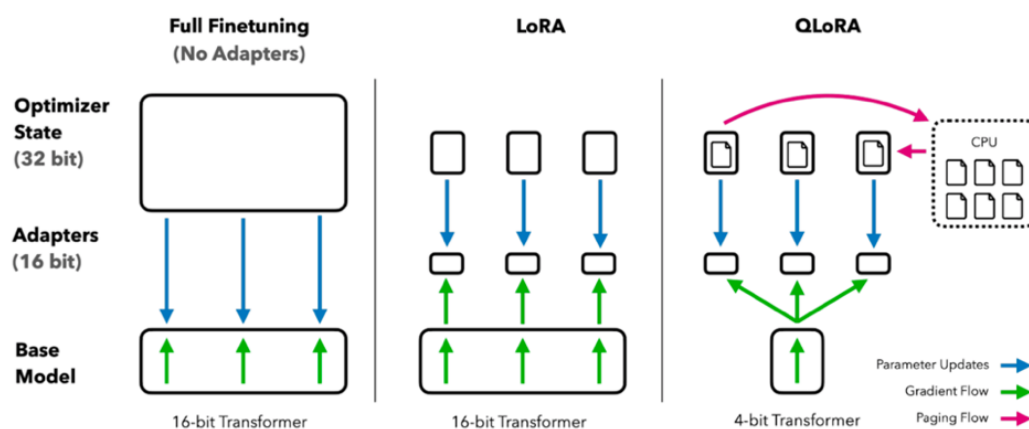 Full Finetuning
(No Adapters)
LoRA
QLoRA
Optimizer
State
(32 bit)
CPU
Adapters
(16 bit)
Base
Model
Parameter Updates
Gradient Flow
Paging Flow
16-bit Transformer
16-bit Transformer
4-bit Transformer